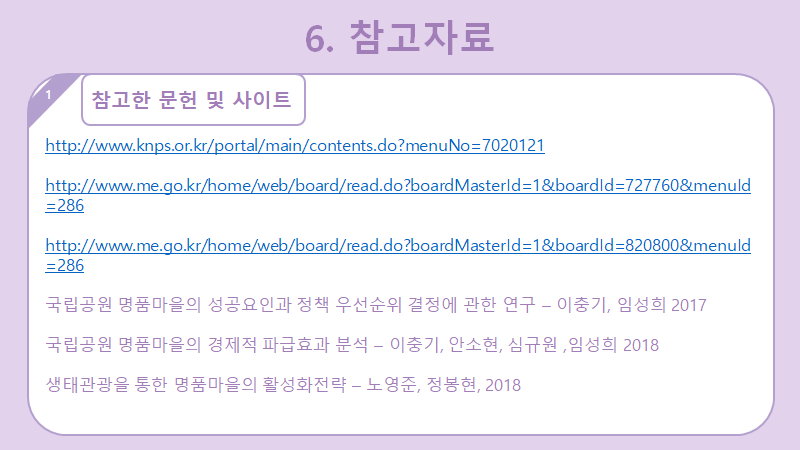 6. 참고자료
1
참고한 문헌 및 사이트
http://www.knps.or.kr/portal/main/contents.do?menuNo=7020121
http://www.me.go.kr/home/web/board/read.do?boardMasterId=1&boardId=727760&menuId
=286
http://www.me.go.kr/home/web/board/read.do?boardMasterId=1&boardId=820800&menuId
=286
국립공원 명품마을의 성공요인과 정책 우선순위 결정에 관한 연구 – 이충기, 임성희 2017
국립공원 명품마을의 경제적 파급효과 분석 – 이충기, 안소현, 심규원 ,임성희 2018
생태관광을 통한 명품마을의 활성화전략 – 노영준, 정봉현, 2018